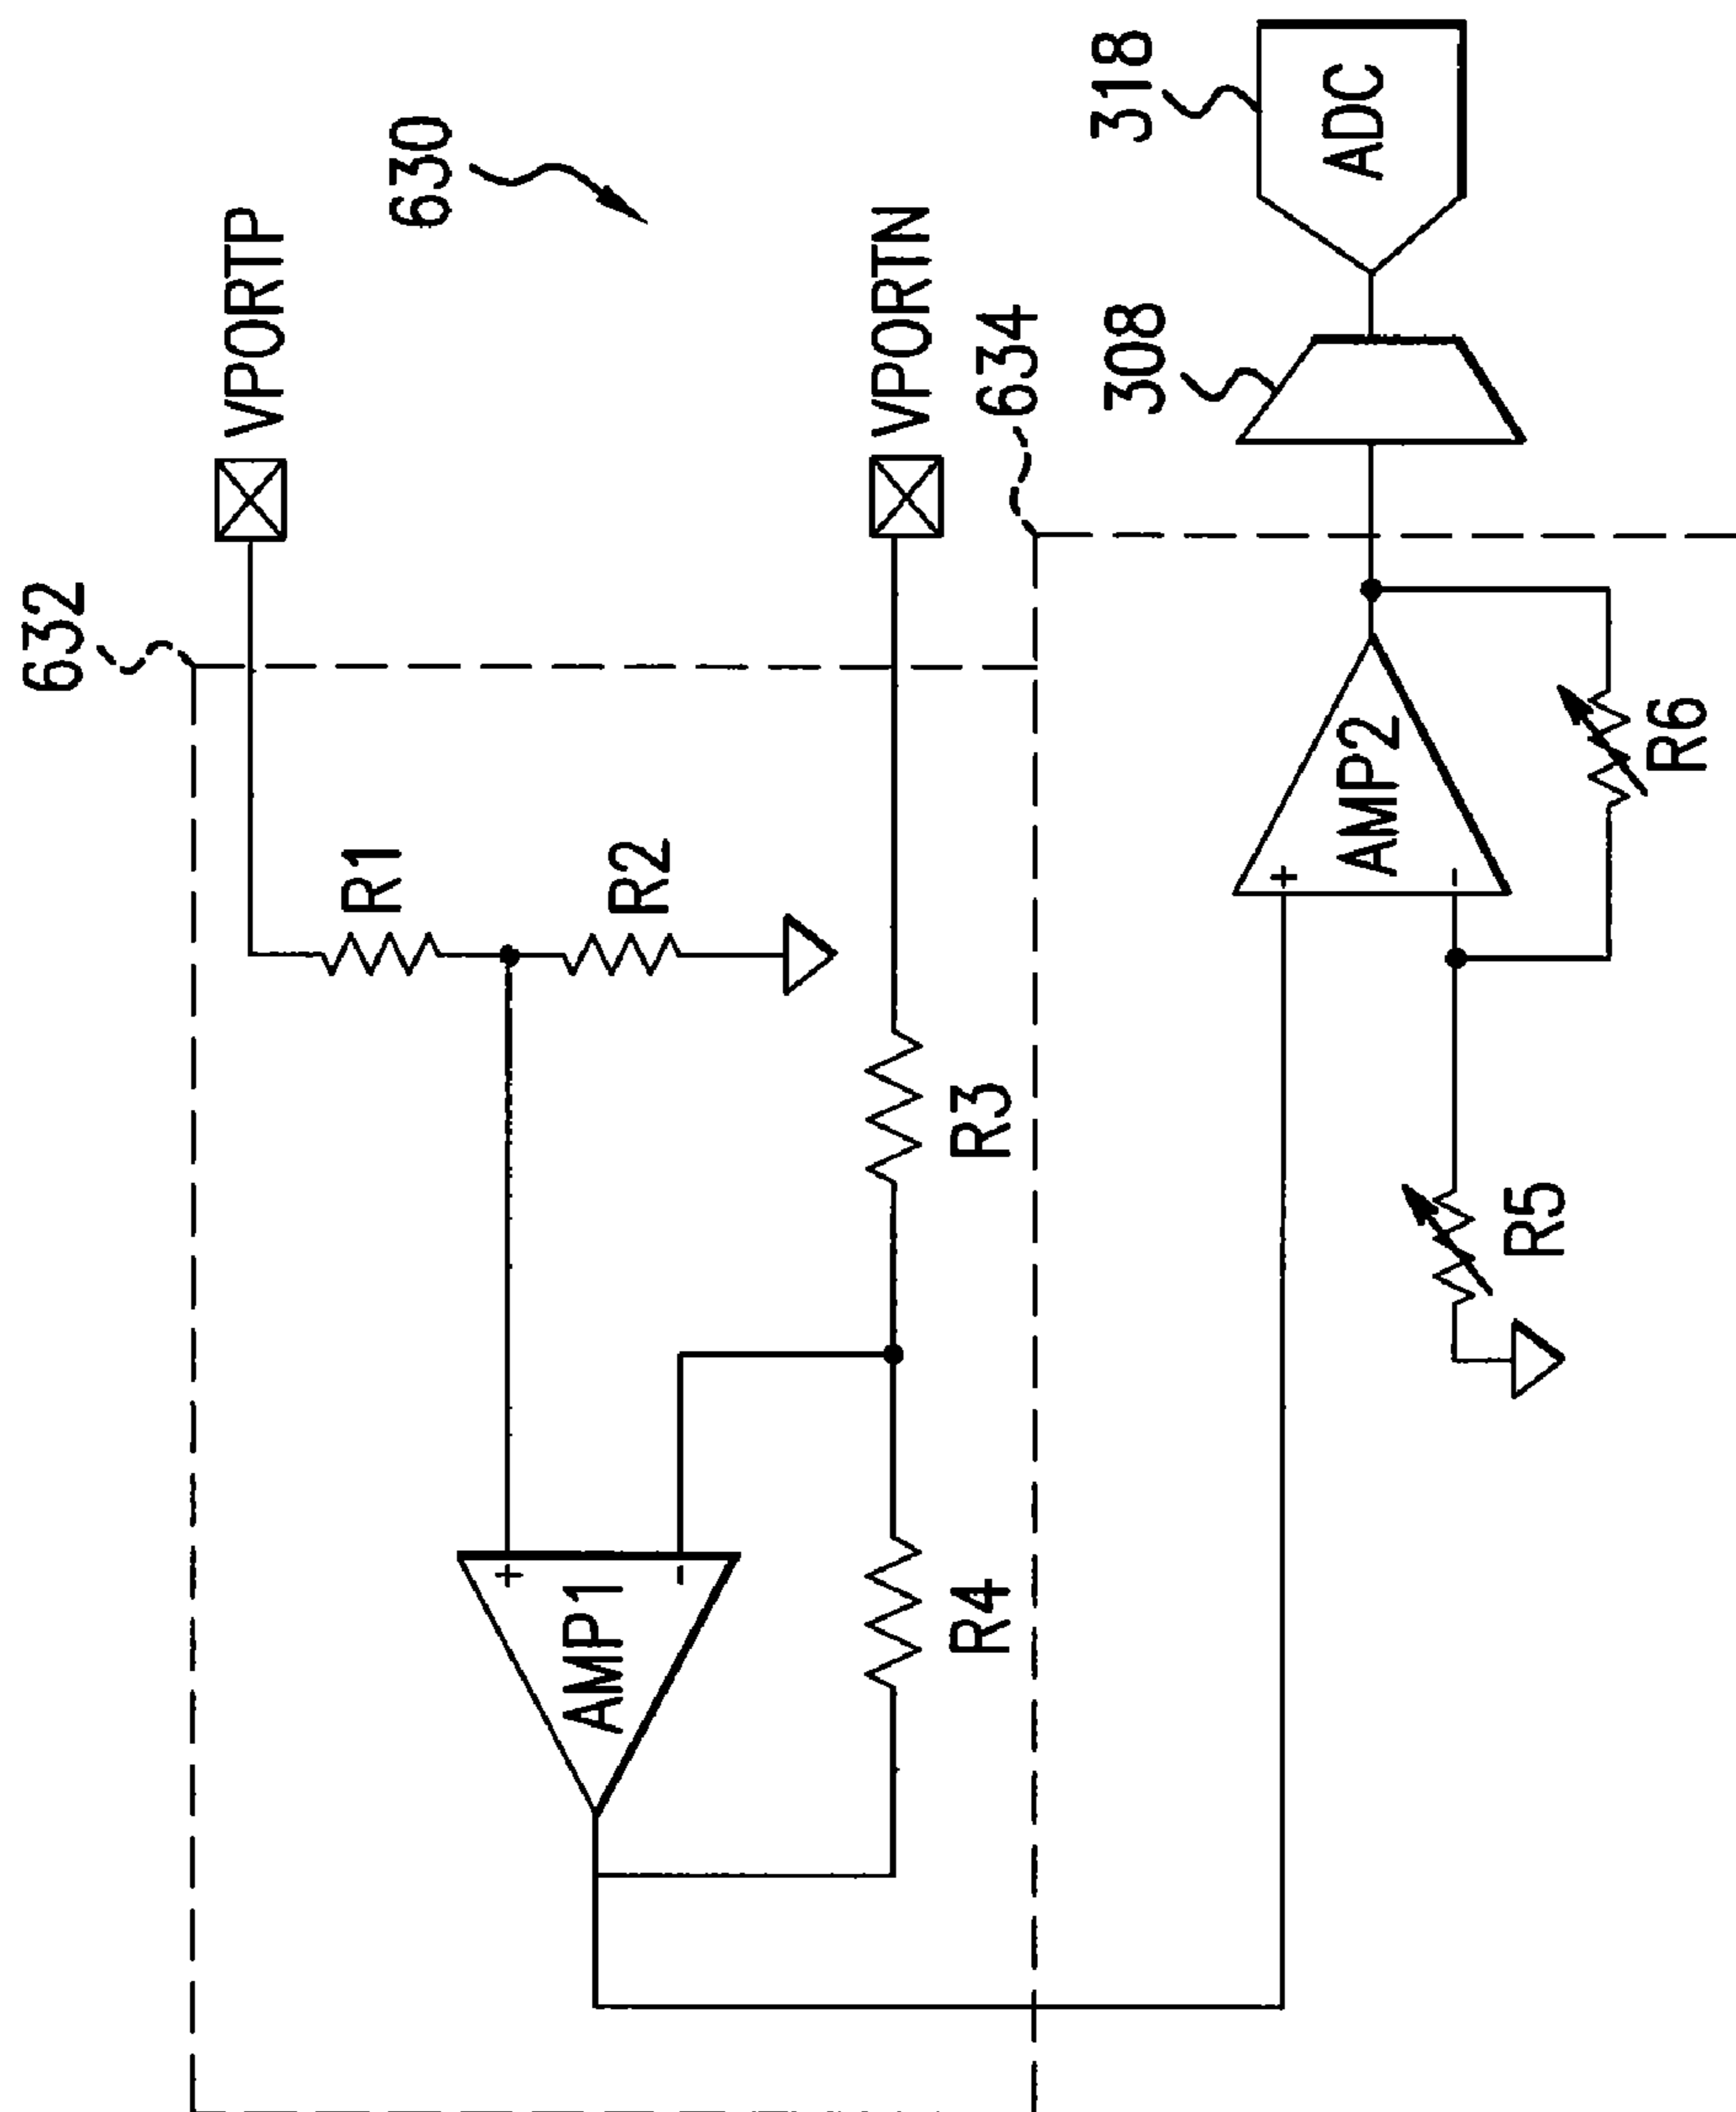 632
VPORTP
630
R1
R2
VPORTN
634
R3
+
-
AMP1
R4
318
ADC
308
+
-
AMP2
R6
R5